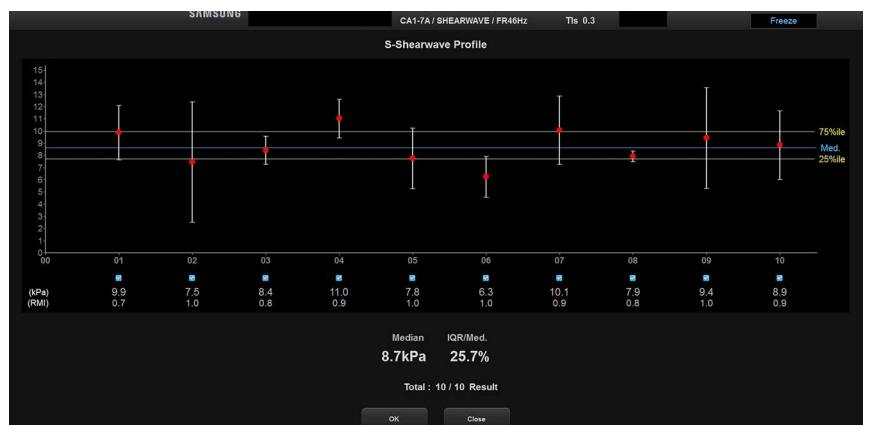 SAMSUNG
CA1-7A / SHEARWAVE / FR46Hz TIs 0.3 Freeze
S-Shearwave Profile
15
14
13
12
11
10
9
8
7
6
5
4
3
2
1
0
75%ile
Med.
25%ile
00 01 02 03 04 05 06 07 08 09 10
(kPa) 9.9 7.5 8.4 11.0 7.8 6.3 10.1 7.9 9.4 8.9
(RMI) 0.7 1.0 0.8 0.9 1.0 1.0 0.9 0.8 1.0 0.9
Median IQR/Med.
8.7kPa 25.7%
Total : 10 / 10 Result
OK Close